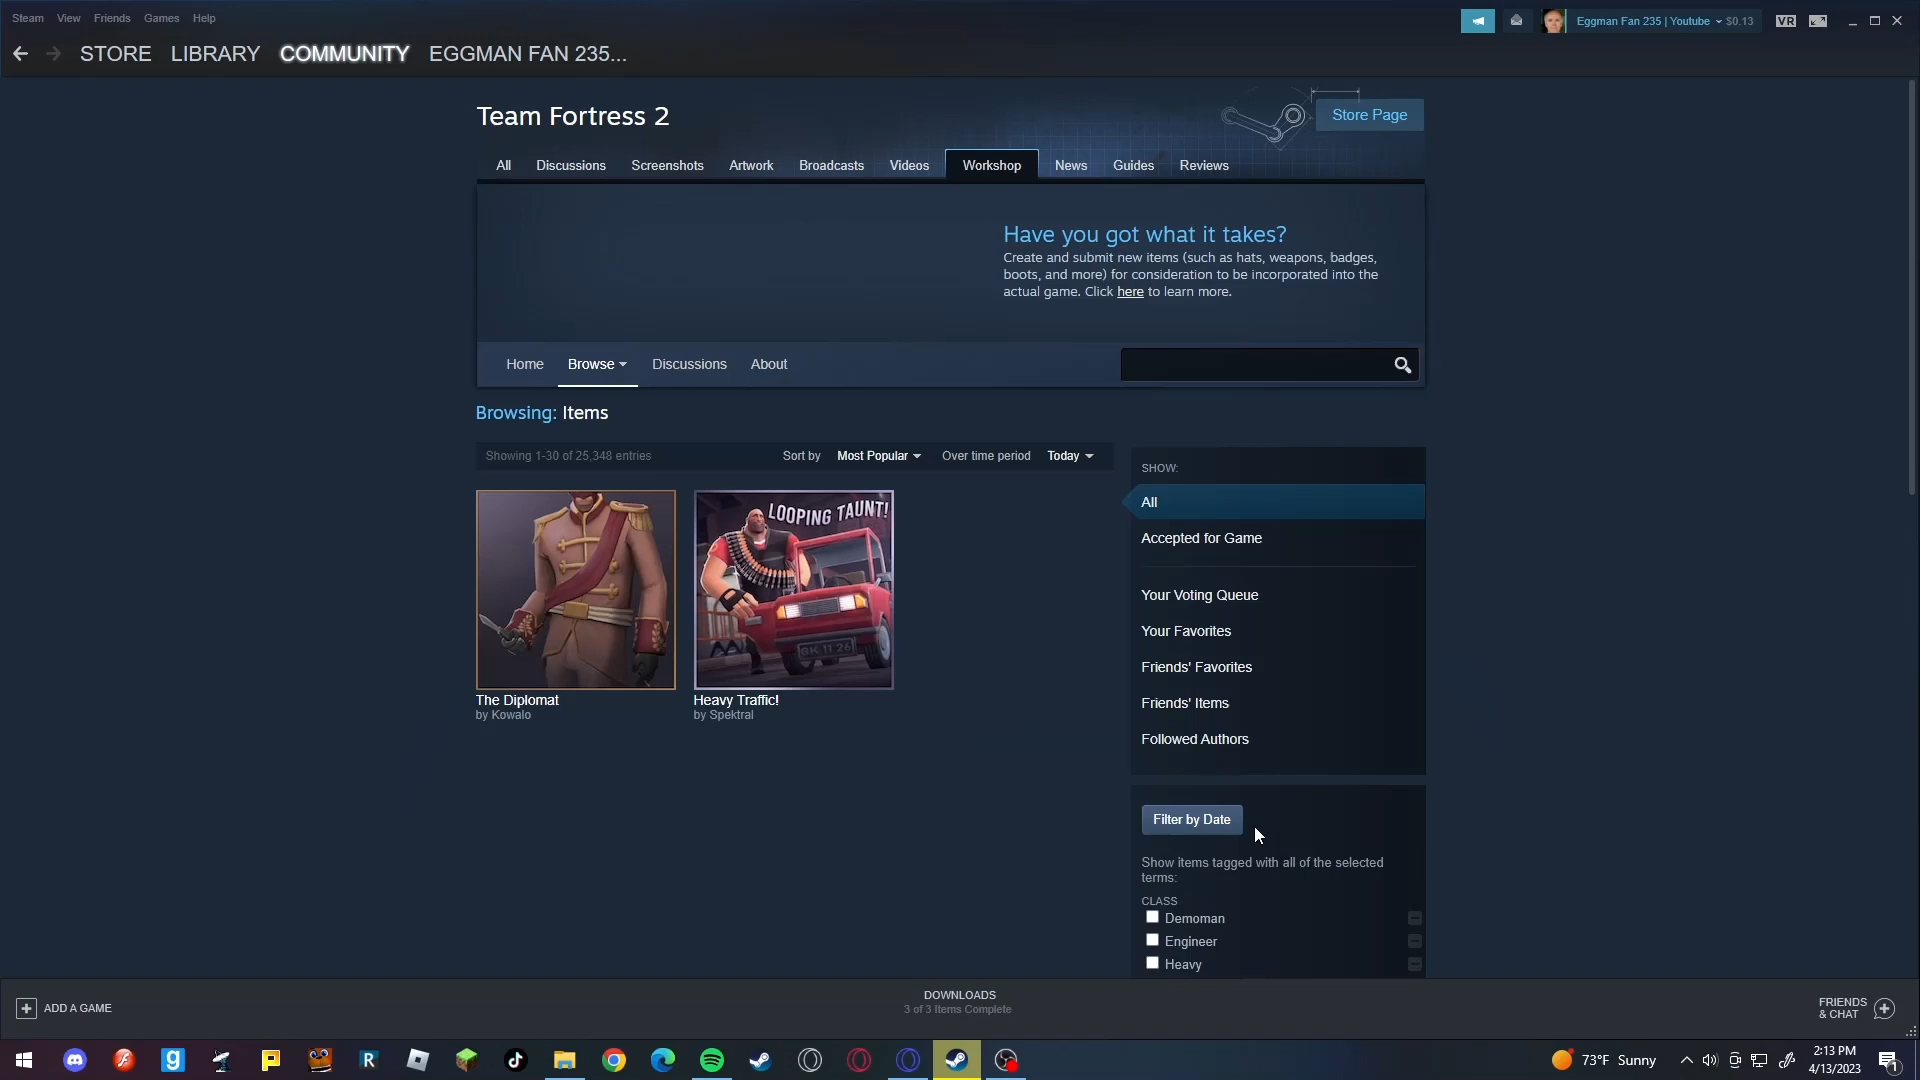 Steam View Friends Games Help
Eggman Fan 235 | Youtube $0.13
VR
STORE LIBRARY COMMUNITY EGGMAN FAN 235...
Team Fortress 2
Store Page
All Discussions Screenshots Artwork Broadcasts Videos Workshop News Guides Reviews
Have you got what it takes?
Create and submit new items (such as hats, weapons, badges,
boots, and more) for consideration to be incorporated into the
actual game. Click here to learn more.
Home Browse Discussions About
Browsing: Items
Showing 1-30 of 25,348 entries
Sort by Most Popular Over time period Today
LOOPING TAUNT!
GK 11 26
The Diplomat
by Kowalo
Heavy Traffic!
by Spektral
SHOW:
All
Accepted for Game
Your Voting Queue
Your Favorites
Friends' Favorites
Friends' Items
Followed Authors
Filter by Date
Show items tagged with all of the selected
terms:
CLASS
Demoman
Engineer
Heavy
ADD A GAME
DOWNLOADS
3 of 3 Items Complete
FRIENDS
& CHAT
73°F Sunny
2:13 PM
4/13/2023
1